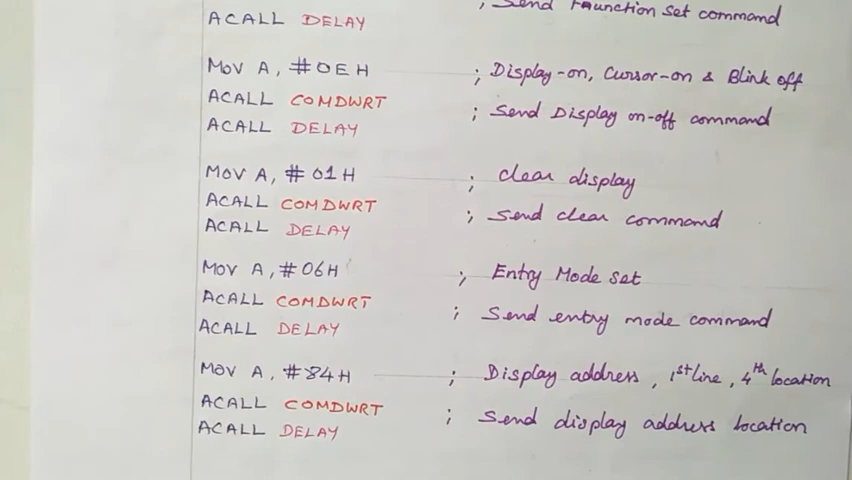 ; Send Function set command
ACALL DELAY
MOV A, #0EH ; Display-on, Cursor-on & Blink off
ACALL COMDWRT ; Send Display on-off command
ACALL DELAY
MOV A, #01H ; clear display
ACALL COMDWRT ; Send clear command
ACALL DELAY
MOV A, #06H ; Entry Mode set
ACALL COMDWRT ; Send entry mode command
ACALL DELAY
MOV A, #84H ; Display address, 1st line, 4th location
ACALL COMDWRT ; Send display address location
ACALL DELAY